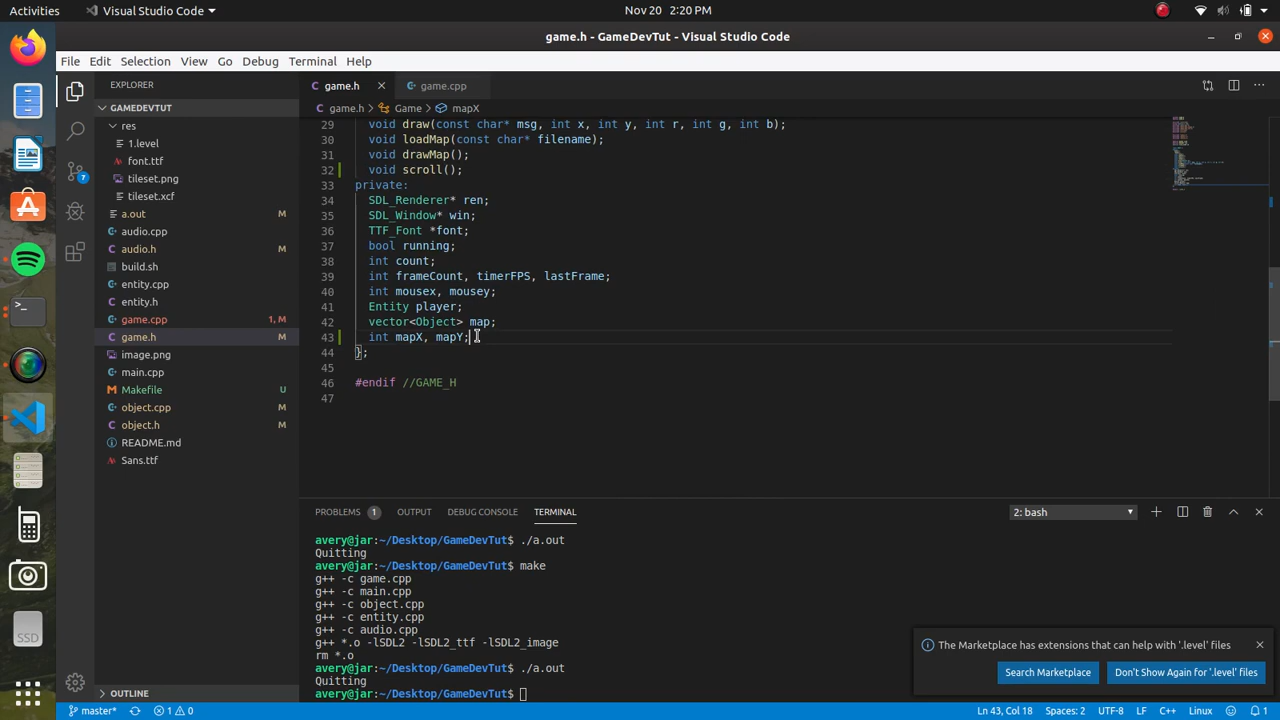 Activities
Visual Studio Code
Nov 20 2:20 PM
game.h - GameDevTut - Visual Studio Code
File Edit Selection View Go Debug Terminal Help
EXPLORER
GAMEDEVTUT
res
1.level
font.ttf
tileset.png
tileset.xcf
a.out M
audio.cpp
audio.h M
build.sh
entity.cpp
entity.h
game.cpp 1, M
game.h M
image.png
main.cpp
Makefile U
object.cpp M
object.h M
README.md
Sans.ttf
OUTLINE
7
SSD
C game.h
game.cpp
C game.h > Game > mapX
29 void draw(const char* msg, int x, int y, int r, int g, int b);
30 void loadMap(const char* filename);
31 void drawMap();
32 void scroll();
33 private:
34 SDL_Renderer* ren;
35 SDL_Window* win;
36 TTF_Font *font;
37 bool running;
38 int count;
39 int frameCount, timerFPS, lastFrame;
40 int mousex, mousey;
41 Entity player;
42 vector<Object> map;
43 int mapX, mapY;
44 };
45
46 #endif //GAME_H
47
PROBLEMS 1 OUTPUT DEBUG CONSOLE TERMINAL
2: bash
avery@jar:~/Desktop/GameDevTut$ ./a.out
Quitting
avery@jar:~/Desktop/GameDevTut$ make
g++ -c game.cpp
g++ -c main.cpp
g++ -c object.cpp
g++ -c entity.cpp
g++ -c audio.cpp
g++ *.o -lSDL2 -lSDL2_ttf -lSDL2_image
rm *.o
avery@jar:~/Desktop/GameDevTut$ ./a.out
Quitting
avery@jar:~/Desktop/GameDevTut$
The Marketplace has extensions that can help with '.level' files
Search Marketplace
Don't Show Again for '.level' files
master* 1 0
Ln 43, Col 18 Spaces: 2 UTF-8 LF C++ Linux 1